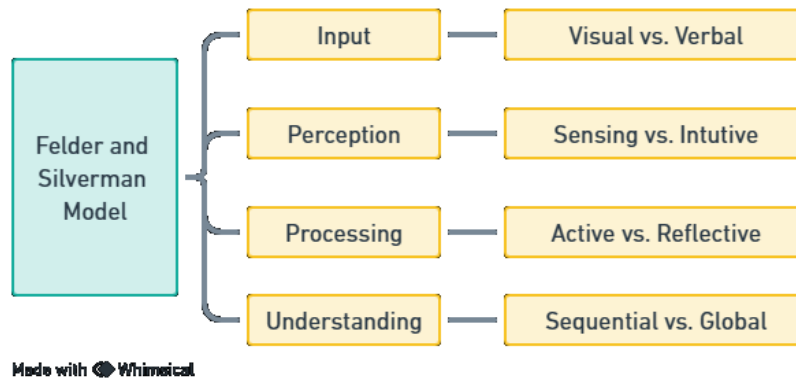 Input
Visual vs. Verbal
Perception
Sensing vs. Intutive
Felder and
Silverman
Model
Processing
Active vs. Reflective
Understanding
Sequential vs. Global
Made with Whimsical